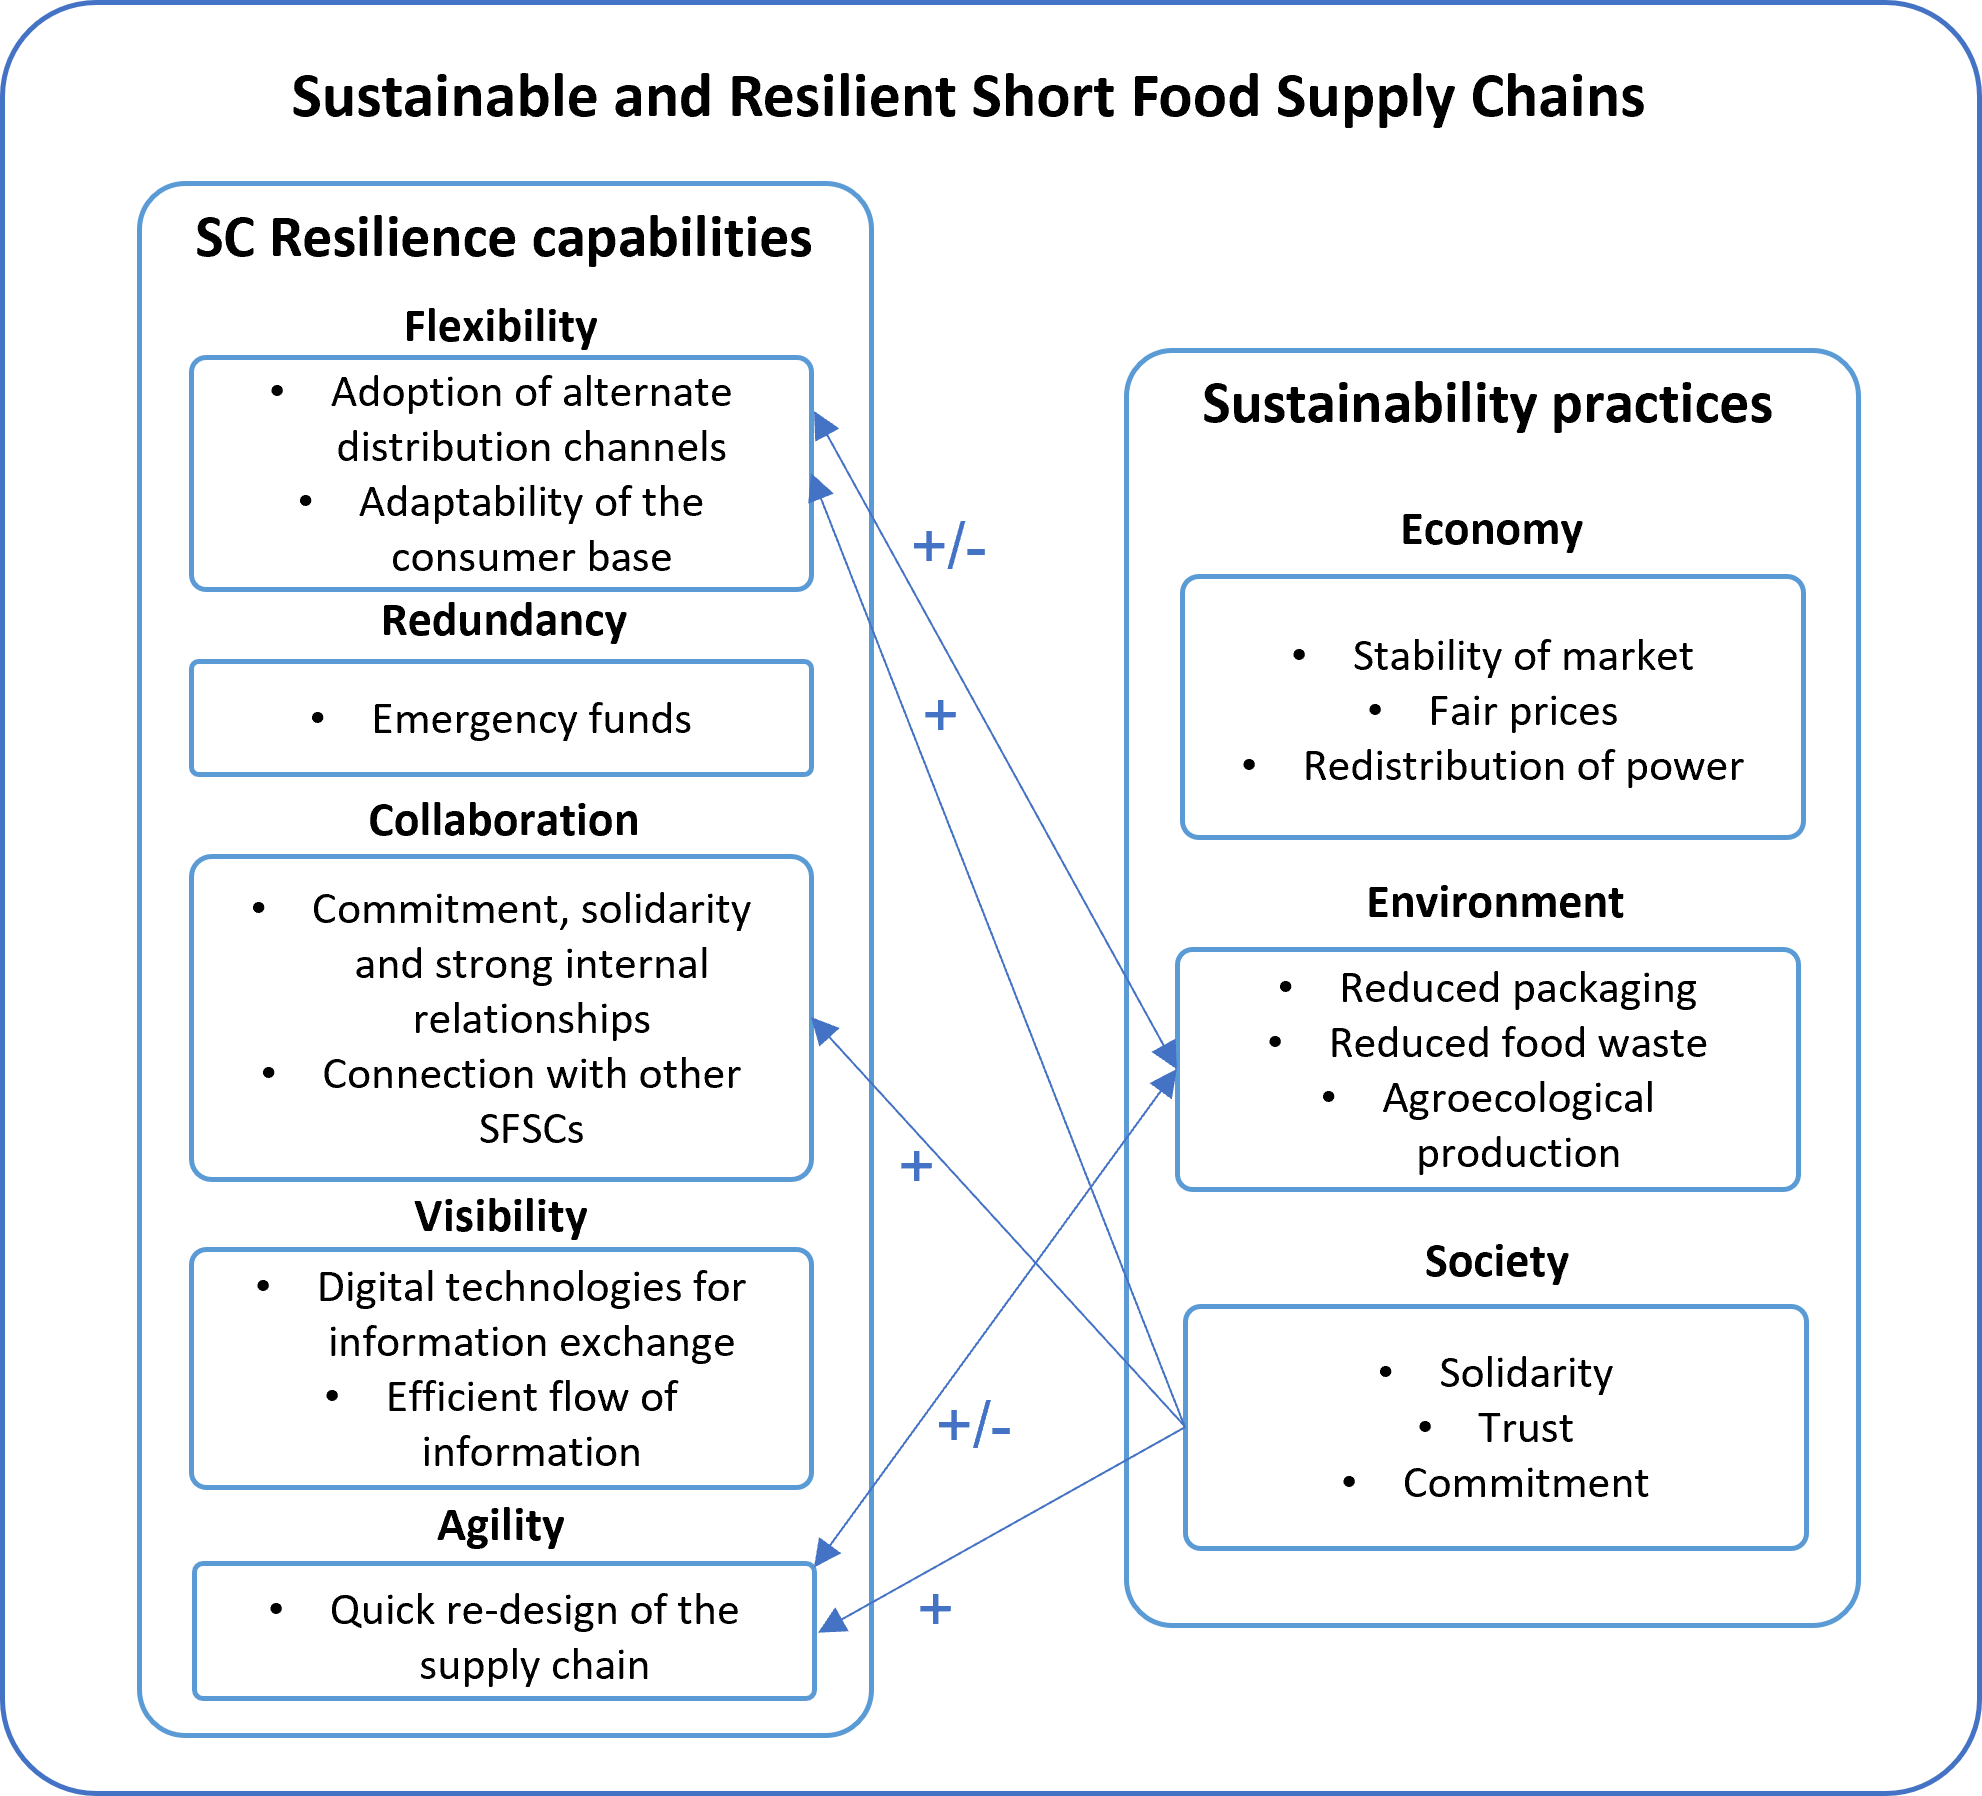 Sustainable and Resilient Short Food Supply Chains
SC Resilience capabilities
Flexibility
• Adoption of alternate
distribution channels
• Adaptability of the
consumer base
Redundancy
• Emergency funds
Collaboration
• Commitment, solidarity
and strong internal
relationships
• Connection with other
SFSCs
Visibility
• Digital technologies for
information exchange
• Efficient flow of
information
Agility
• Quick re-design of the
supply chain
+/-
+
+
+/-
+
Sustainability practices
Economy
• Stability of market
• Fair prices
• Redistribution of power
Environment
• Reduced packaging
• Reduced food waste
• Agroecological
production
Society
• Solidarity
• Trust
• Commitment